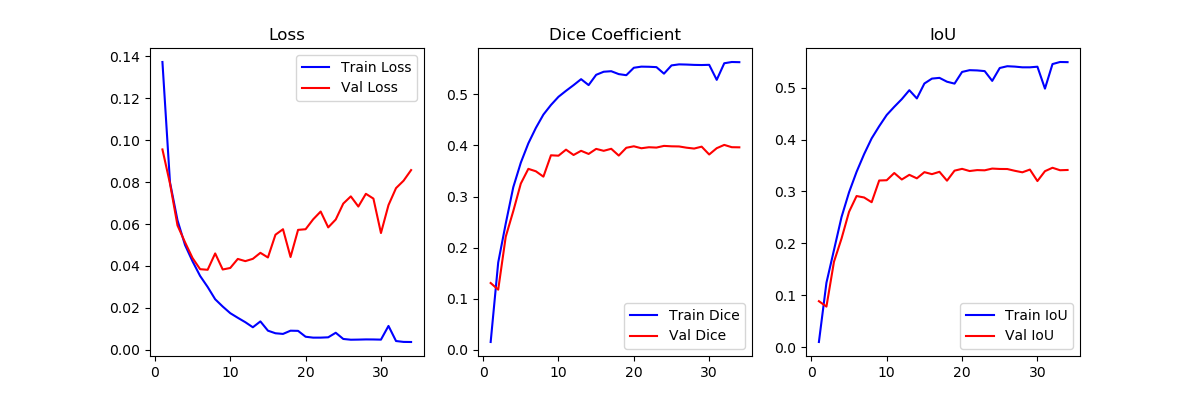 Loss
0.14
0.12
0.10
0.08
0.06
0.04
0.02
0.00
0 10 20 30
Train Loss
Val Loss
Dice Coefficient
0.5
0.4
0.3
0.2
0.1
0.0
0 10 20 30
Train Dice
Val Dice
IoU
0.5
0.4
0.3
0.2
0.1
0.0
0 10 20 30
Train IoU
Val IoU